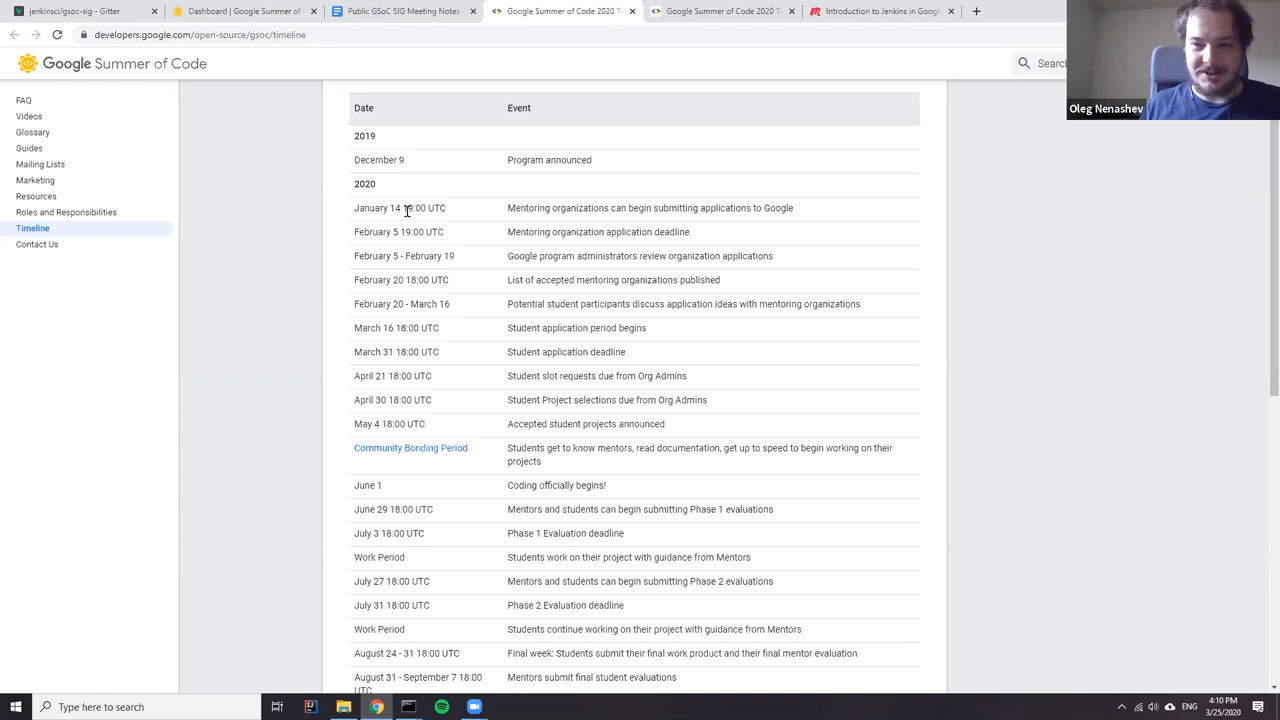 jenkinsci/gsoc-sig - Gitter
Dashboard | Google Summer of
Public GSoC SIG Meeting Notes
Google Summer of Code 2020 Ti
Google Summer of Code 2020 Ti
Introduction to Jenkins in Googl
developers.google.com/open-source/gsoc/timeline
Google Summer of Code
Search
Oleg Nenashev
FAQ
Videos
Glossary
Guides
Mailing Lists
Marketing
Resources
Roles and Responsibilities
Timeline
Contact Us
Date Event
2019
December 9 Program announced
2020
January 14 19:00 UTC Mentoring organizations can begin submitting applications to Google
February 5 19:00 UTC Mentoring organization application deadline
February 5 - February 19 Google program administrators review organization applications
February 20 18:00 UTC List of accepted mentoring organizations published
February 20 - March 16 Potential student participants discuss application ideas with mentoring organizations
March 16 18:00 UTC Student application period begins
March 31 18:00 UTC Student application deadline
April 21 18:00 UTC Student slot requests due from Org Admins
April 30 18:00 UTC Student Project selections due from Org Admins
May 4 18:00 UTC Accepted student projects announced
Community Bonding Period Students get to know mentors, read documentation, get up to speed to begin working on their
projects
June 1 Coding officially begins!
June 29 18:00 UTC Mentors and students can begin submitting Phase 1 evaluations
July 3 18:00 UTC Phase 1 Evaluation deadline
Work Period Students work on their project with guidance from Mentors
July 27 18:00 UTC Mentors and students can begin submitting Phase 2 evaluations
July 31 18:00 UTC Phase 2 Evaluation deadline
Work Period Students continue working on their project with guidance from Mentors
August 24 - 31 18:00 UTC Final week: Students submit their final work product and their final mentor evaluation
August 31 - September 7 18:00 Mentors submit final student evaluations
UTC
Type here to search
ENG
4:10 PM
3/25/2020